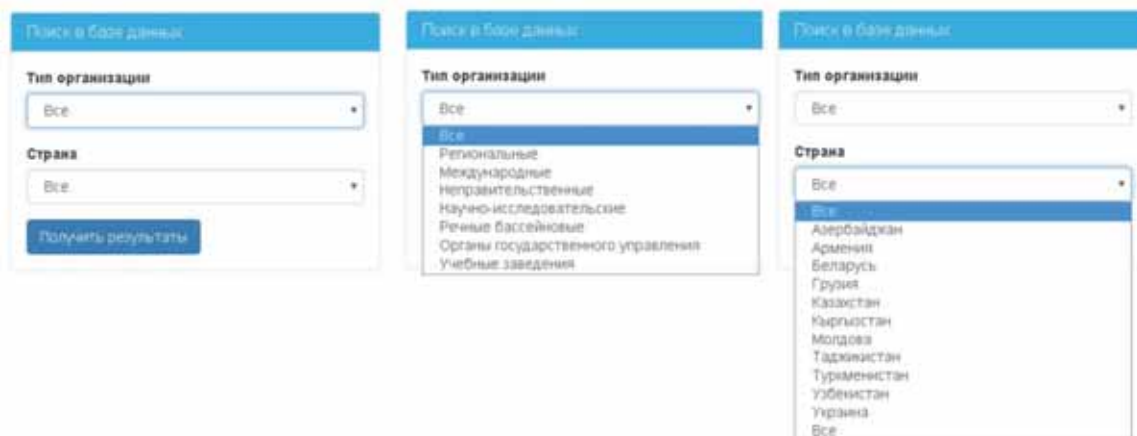 Поиск в базе данных
Тип организации
Все
Страна
Все
Получить результаты
Поиск в базе данных
Тип организации
Все
Все
Региональные
Международные
Неправительственные
Научно-исследовательские
Речные бассейновые
Органы государственного управления
Учебные заведения
Поиск в базе данных
Тип организации
Все
Страна
Все
Все
Азербайджан
Армения
Беларусь
Грузия
Казахстан
Кыргызстан
Молдова
Таджикистан
Туркменистан
Узбекистан
Украина
Все